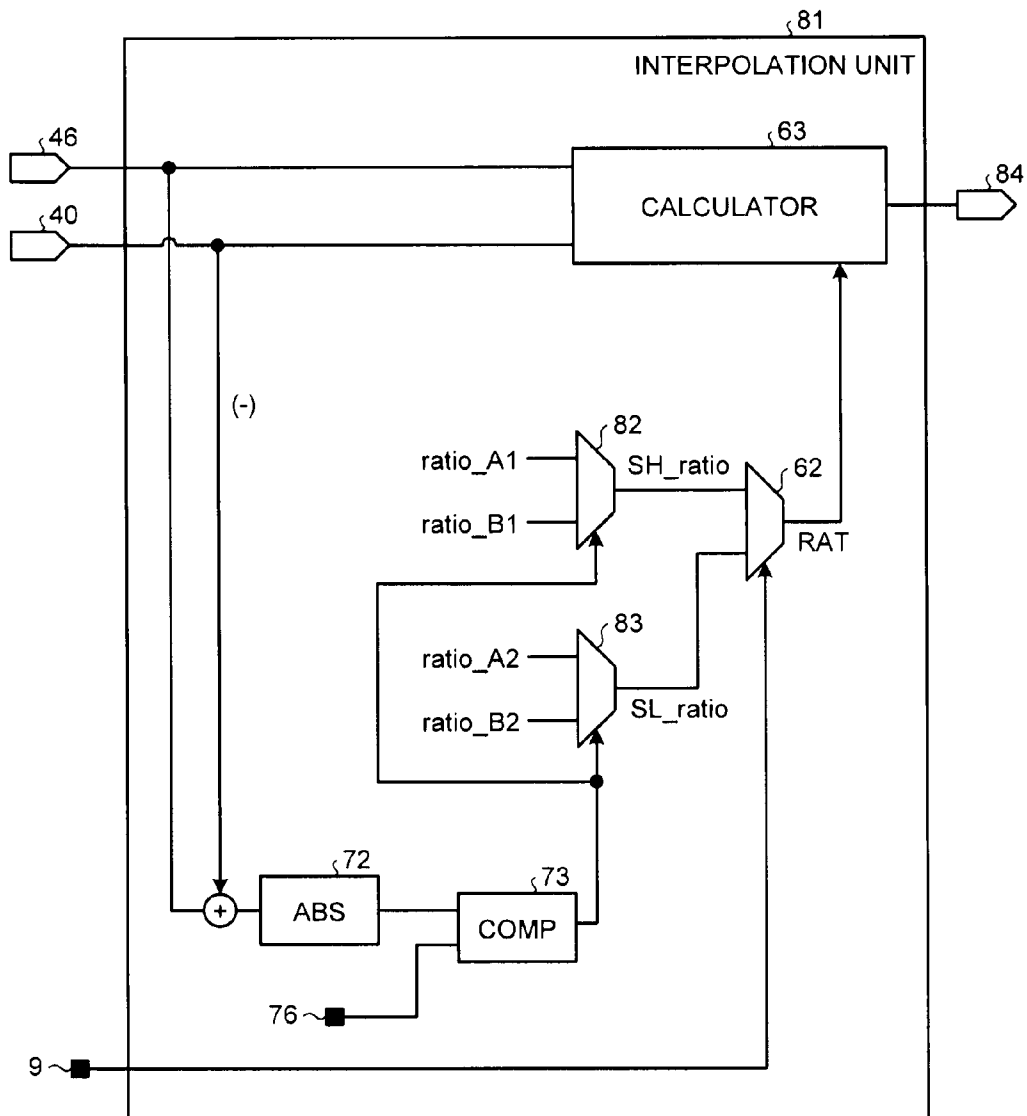 81
INTERPOLATION UNIT
46
63
84
CALCULATOR
40
(-)
82
ratio_A1
SH_ratio
62
ratio_B1
RAT
83
ratio_A2
SL_ratio
ratio_B2
72
73
+
ABS
COMP
76
9